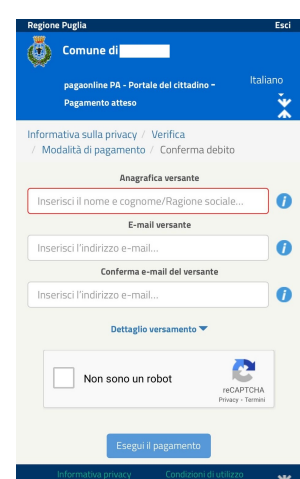 Regione Puglia Esci
Comune di
Italiano
pagaonline PA - Portale del cittadino -
Pagamento atteso
Informativa sulla privacy / Verifica
/ Modalità di pagamento / Conferma debito
Anagrafica versante
Inserisci il nome e cognome/Ragione sociale...
E-mail versante
Inserisci l'indirizzo e-mail...
Conferma e-mail del versante
Inserisci l'indirizzo e-mail...
Dettaglio versamento
Non sono un robot
reCAPTCHA
Privacy - Termini
Esegui il pagamento
Informativa privacy Condizioni di utilizzo